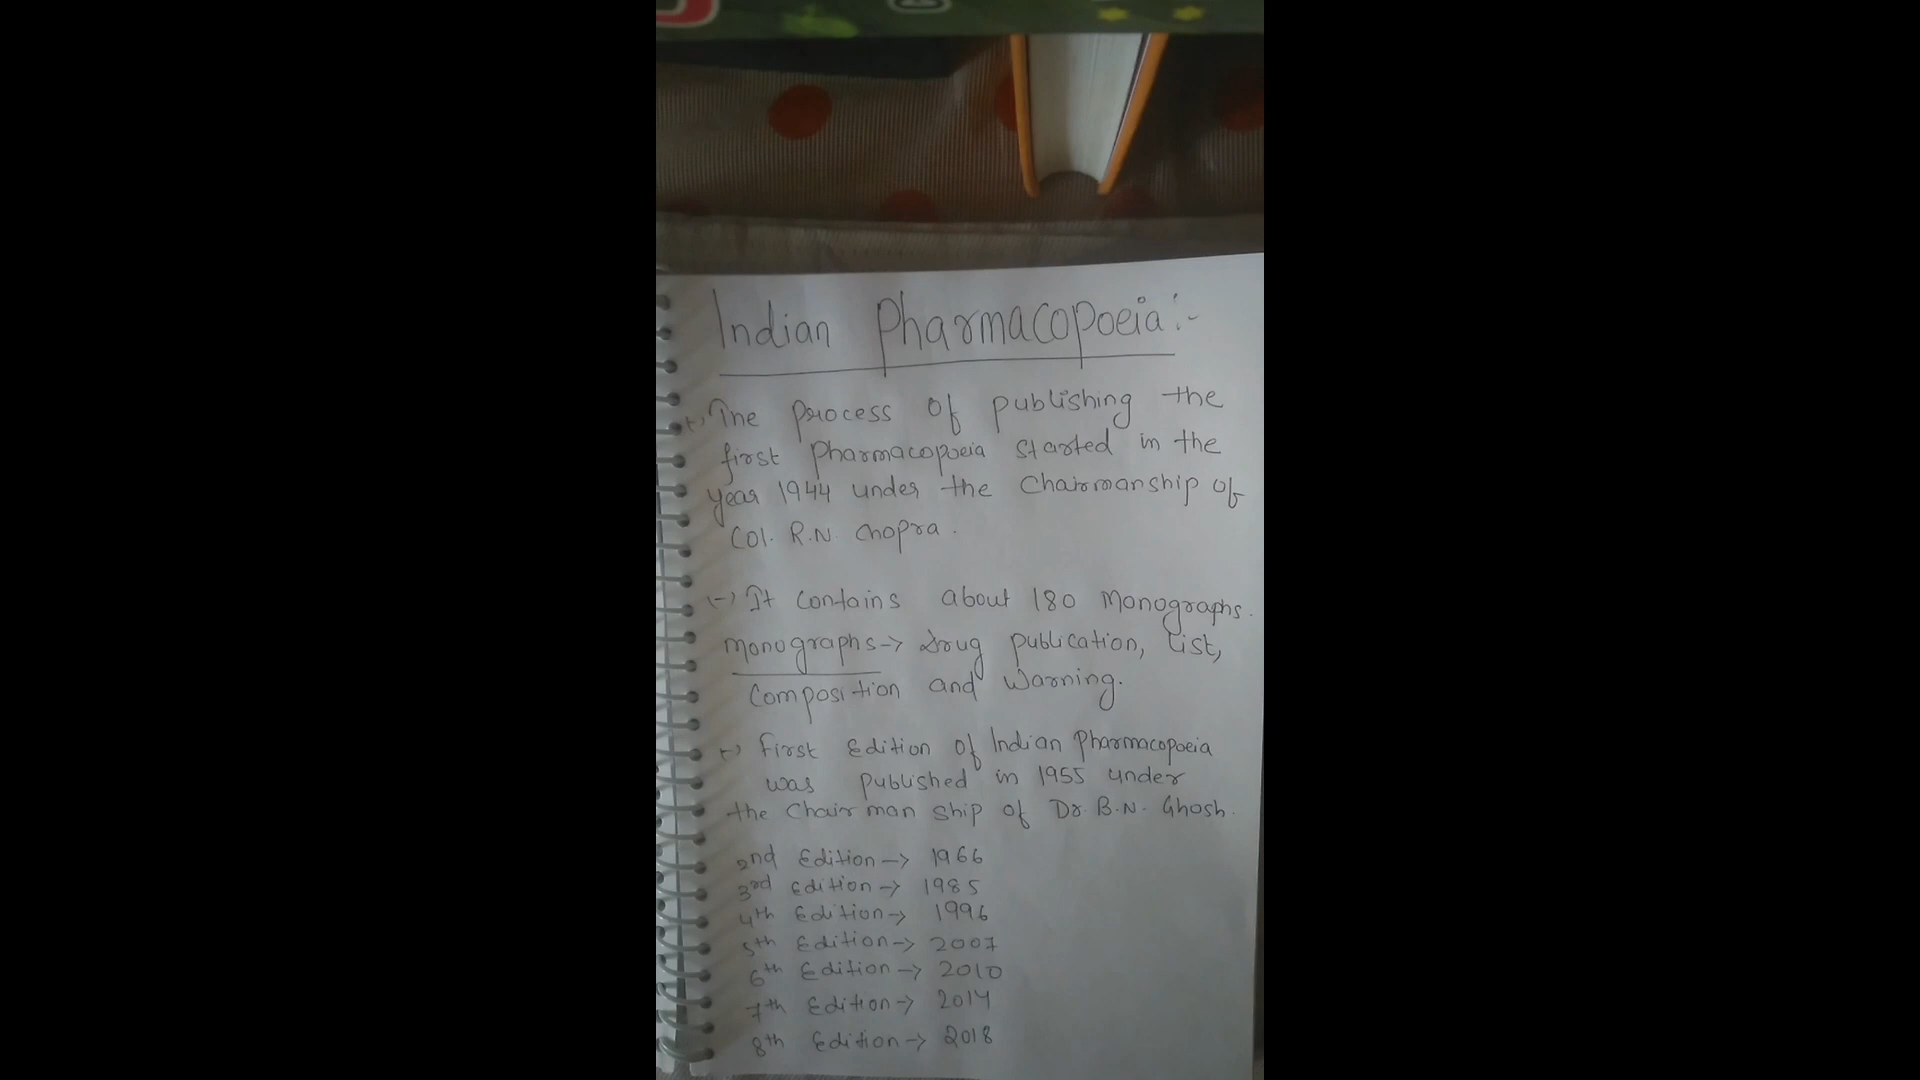 Indian Pharmacopoeia :-
The process of publishing the
first pharmacopoeia started in the
year 1944 under the Chairmanship of
Col. R.N. Chopra.
It contains about 180 Monographs.
Monographs-> Drug publication, List,
Composition and Warning.
First Edition of Indian Pharmacopoeia
was published in 1955 under
the Chairman ship of Dr. B.N. Ghosh.
2nd Edition -> 1966
3rd Edition -> 1985
4th Edition -> 1996
5th Edition -> 2007
6th Edition -> 2010
7th Edition -> 2014
8th Edition -> 2018